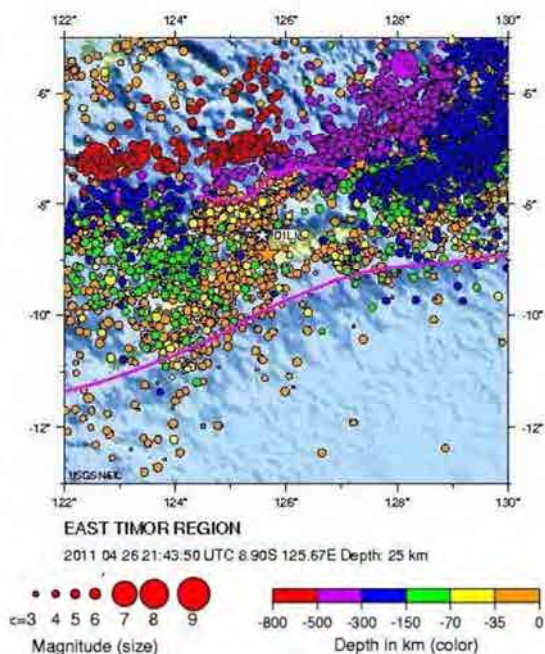 122° 124° 126° 128° 130°
-6° -6°
-8° -8°
DILI
-10° -10°
-12° -12°
USGS NEIC
122° 124° 126° 128° 130°
EAST TIMOR REGION
2011 04 26 21:43:50 UTC 8.90S 125.67E Depth: 25 km
<=3 4 5 6 7 8 9
-800 -500 -300 -150 -70 -35 0
Magnitude (size) Depth in km (color)